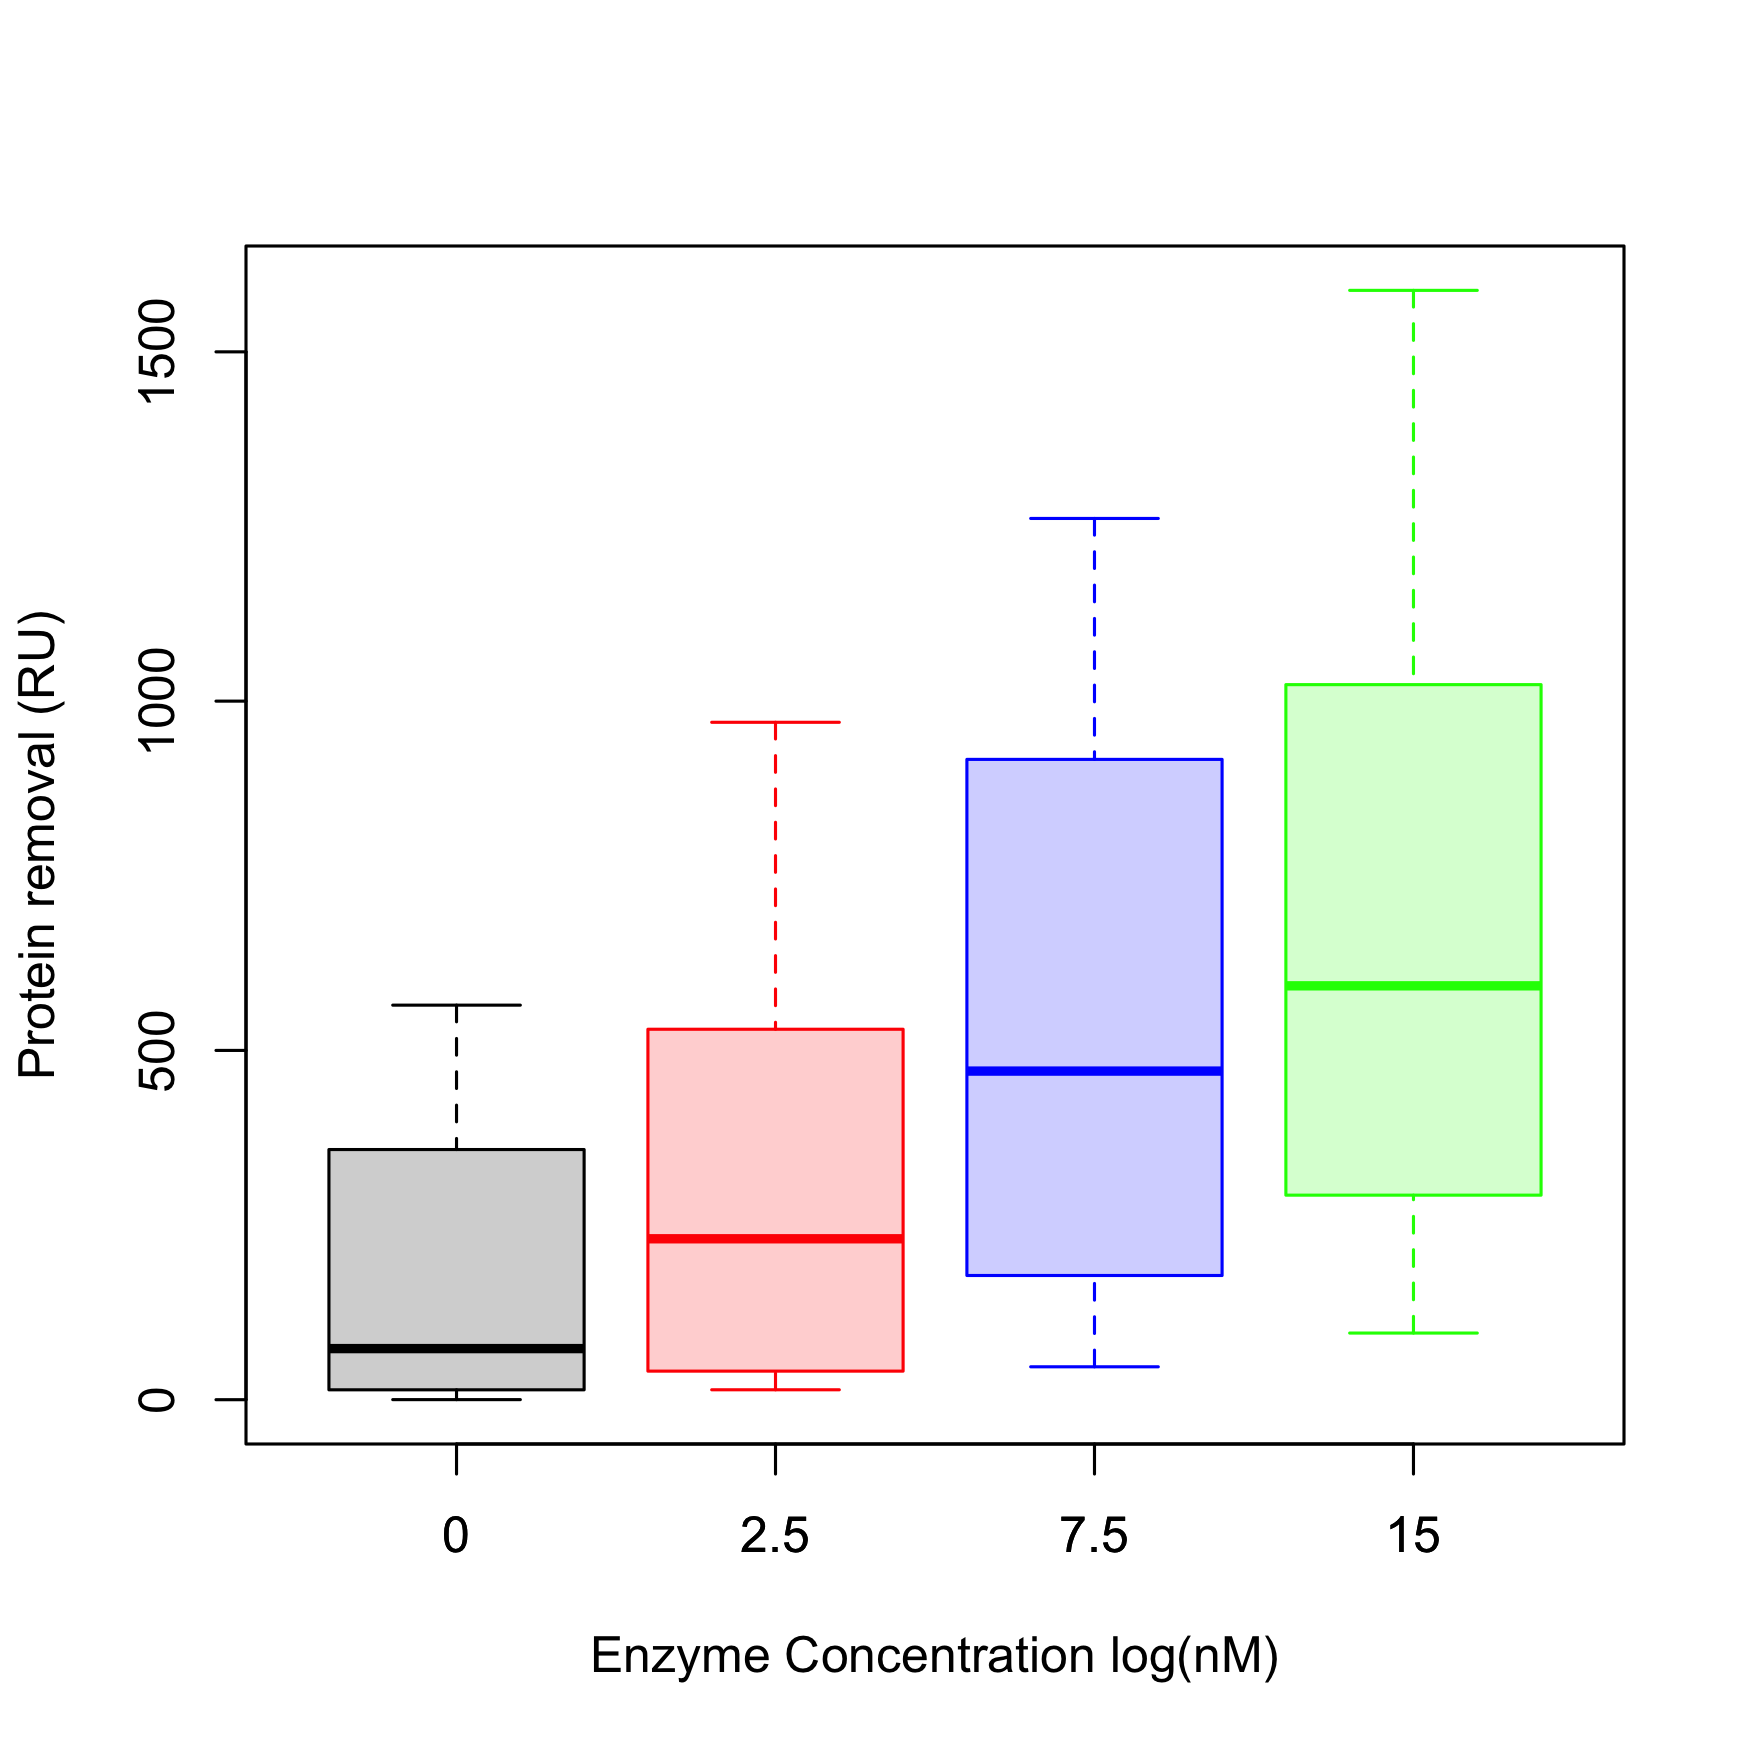 Protein removal (RU)
1500
1000
500
0
0 2.5 7.5 15
Enzyme Concentration log(nM)